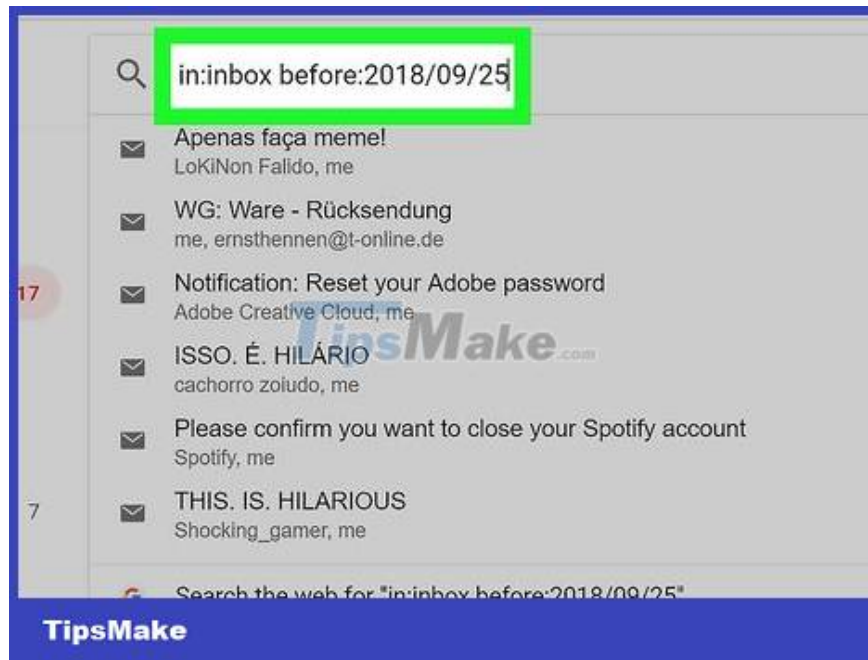 in:inbox before:2018/09/25
Apenas faça meme!
LoKiNon Falido, me
WG: Ware - Rücksendung
me, ernsthennen@t-online.de
17
Notification: Reset your Adobe password
Adobe Creative Cloud, me
TipsMake.com
ISSO. É. HILÁRIO
cachorro zoiudo, me
Please confirm you want to close your Spotify account
Spotify, me
7
THIS. IS. HILARIOUS
Shocking_gamer, me
Search the web for "in:inbox before:2018/09/25"
TipsMake